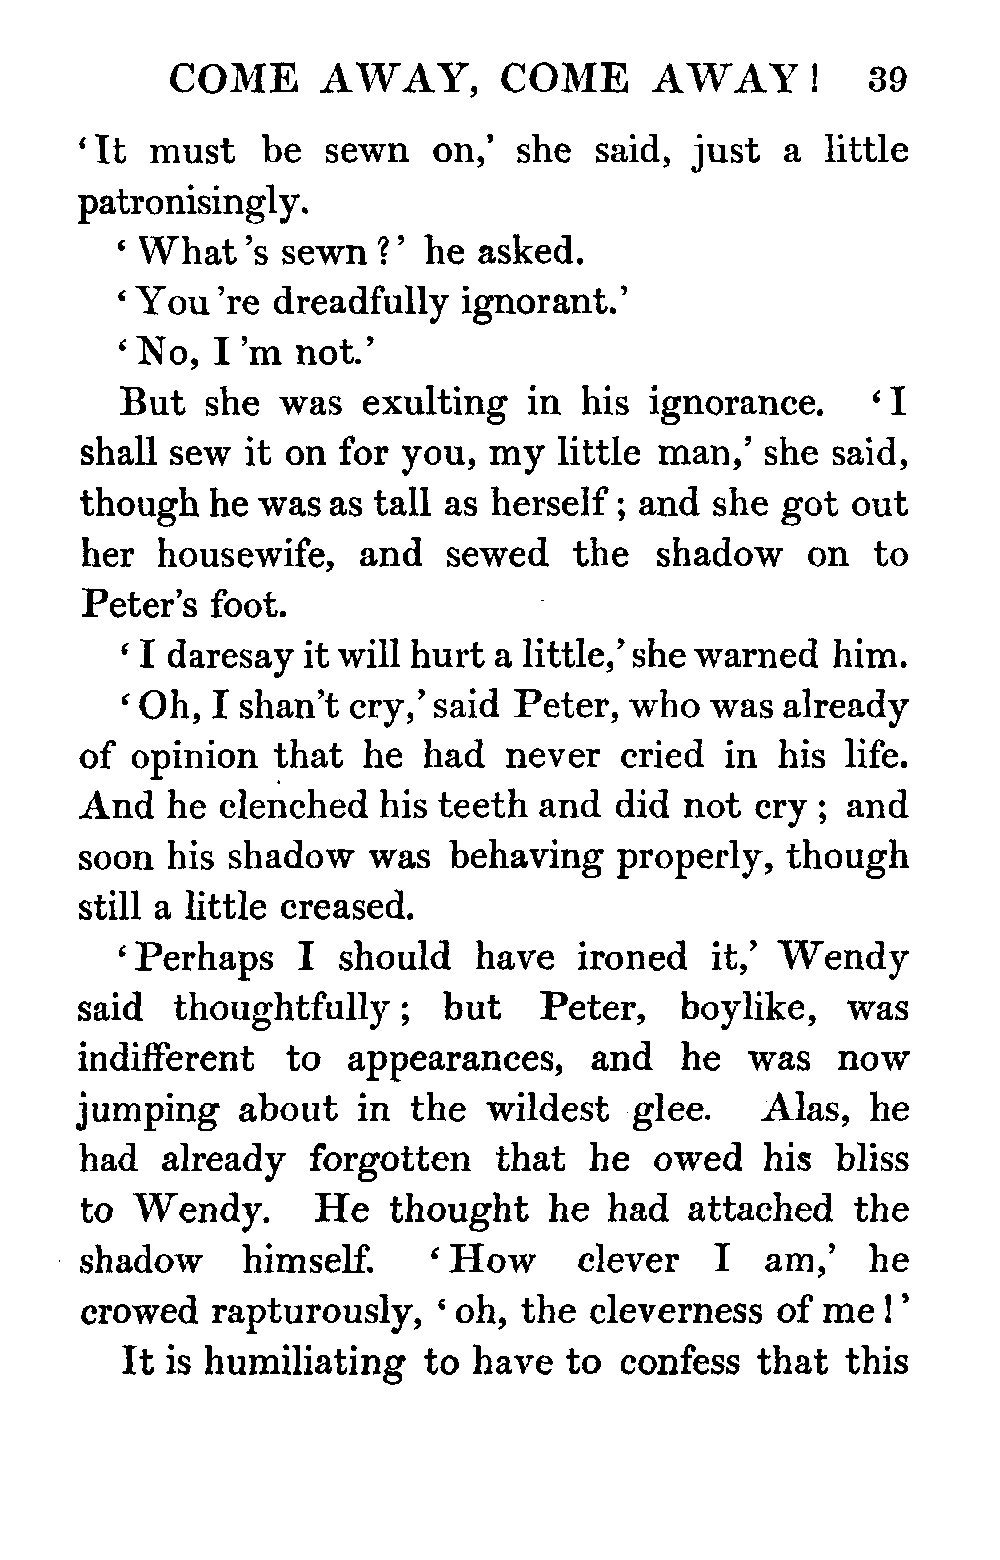 COME AWAY, COME AWAY! 39
‘It must be sewn on,’ she said, just a little
patronisingly.
‘What’s sewn?’ he asked.
‘You’re dreadfully ignorant.’
‘No, I’m not.’
But she was exulting in his ignorance. ‘I
shall sew it on for you, my little man,’ she said,
though he was as tall as herself; and she got out
her housewife, and sewed the shadow on to
Peter’s foot.
‘I daresay it will hurt a little,’ she warned him.
‘Oh, I shan’t cry,’ said Peter, who was already
of opinion that he had never cried in his life.
And he clenched his teeth and did not cry; and
soon his shadow was behaving properly, though
still a little creased.
‘Perhaps I should have ironed it,’ Wendy
said thoughtfully; but Peter, boylike, was
indifferent to appearances, and he was now
jumping about in the wildest glee. Alas, he
had already forgotten that he owed his bliss
to Wendy. He thought he had attached the
shadow himself. ‘How clever I am,’ he
crowed rapturously, ‘oh, the cleverness of me!’
It is humiliating to have to confess that this